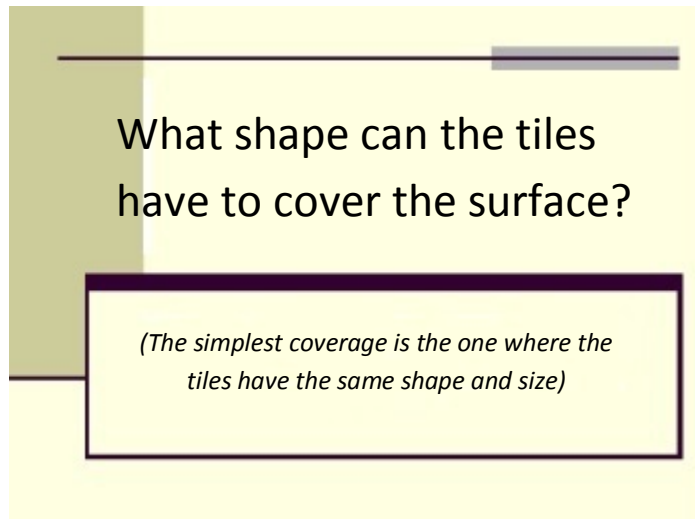 What shape can the tiles
have to cover the surface?
(The simplest coverage is the one where the
tiles have the same shape and size)